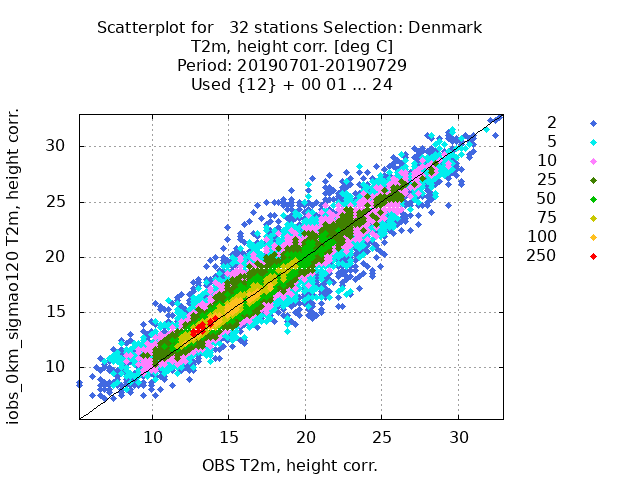 Scatterplot for   32 stations Selection: Denmark
T2m, height corr. [deg C]
Period: 20190701-20190729
Used {12} + 00 01 ... 24
iobs_0km_sigmao120 T2m, height corr.
30
25
20
15
10
10 15 20 25 30
OBS T2m, height corr.
2
5
10
25
50
75
100
250